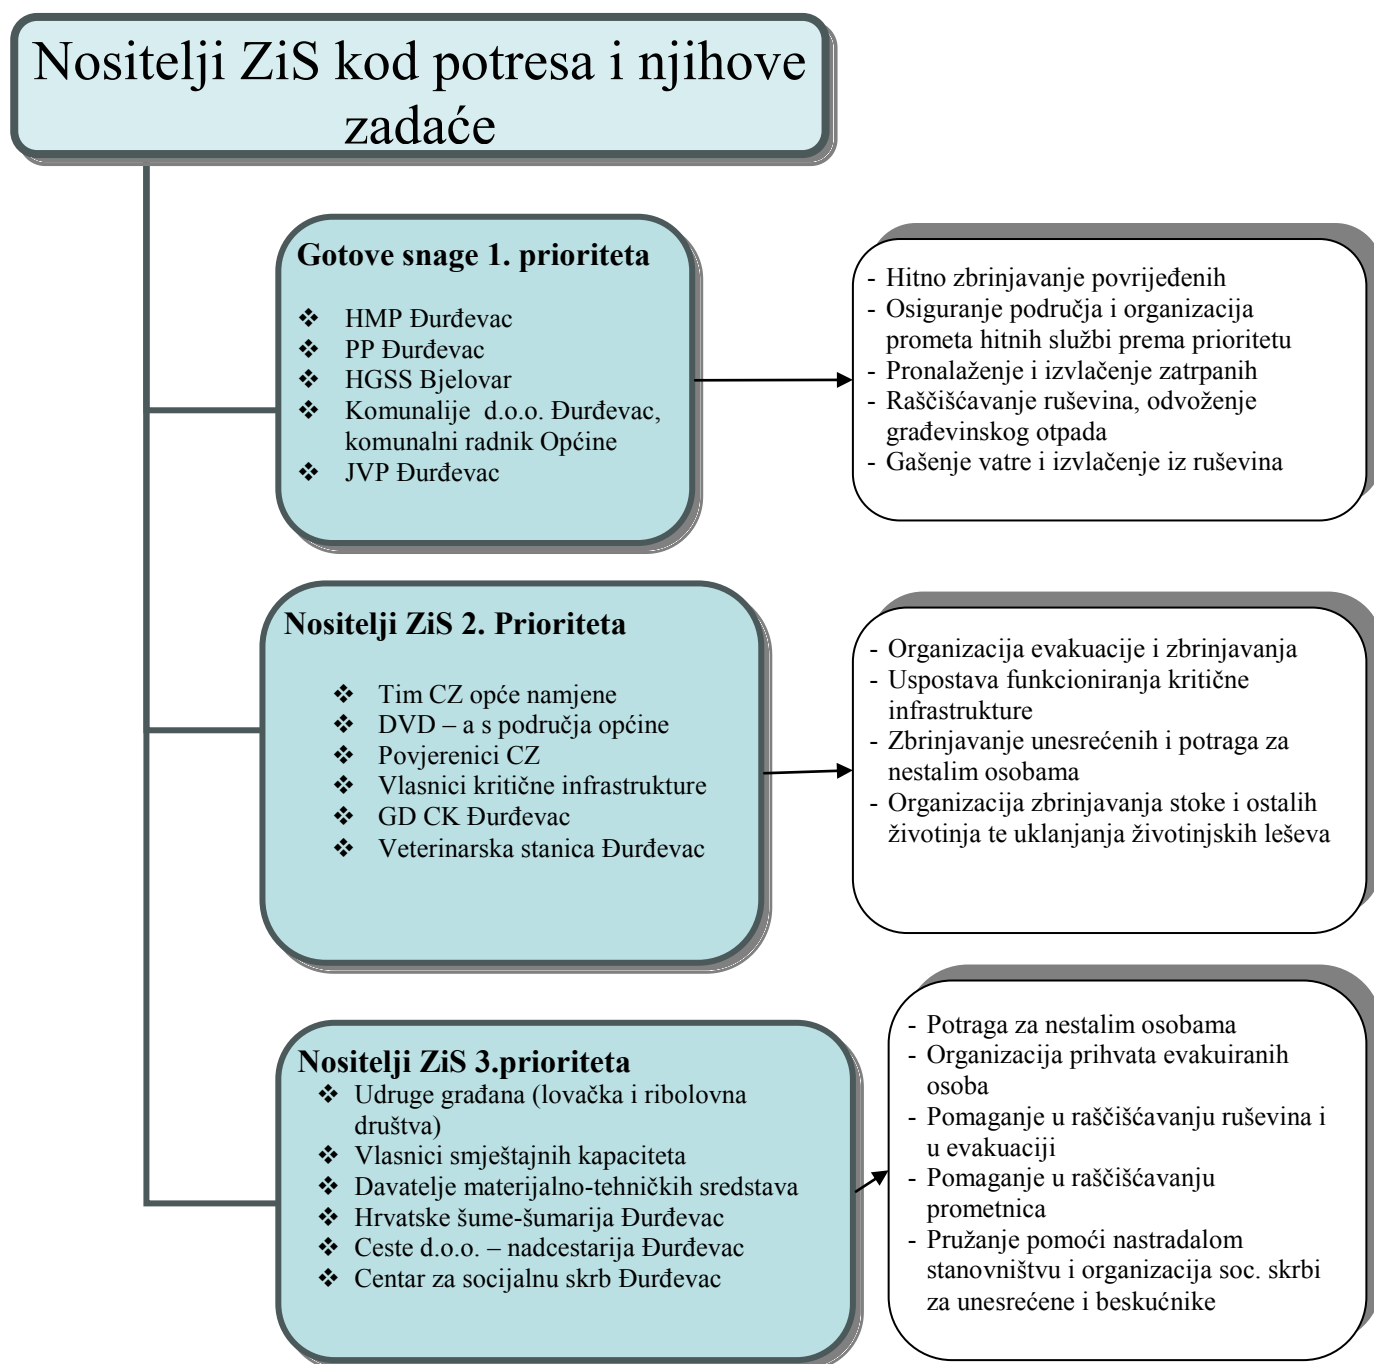 Nositelji ZiS kod potresa i njihove
zadaće
Gotove snage 1. prioriteta
❖ HMP Đurđevac
❖ PP Đurđevac
❖ HGSS Bjelovar
❖ Komunalije d.o.o. Đurđevac,
komunalni radnik Općine
❖ JVP Đurđevac
- Hitno zbrinjavanje povrijeđenih
- Osiguranje područja i organizacija
prometa hitnih službi prema prioritetu
- Pronalaženje i izvlačenje zatrpanih
- Raščišćavanje ruševina, odvoženje
građevinskog otpada
- Gašenje vatre i izvlačenje iz ruševina
Nositelji ZiS 2. Prioriteta
❖ Tim CZ opće namjene
❖ DVD – a s područja općine
❖ Povjerenici CZ
❖ Vlasnici kritične infrastrukture
❖ GD CK Đurđevac
❖ Veterinarska stanica Đurđevac
- Organizacija evakuacije i zbrinjavanja
- Uspostava funkcioniranja kritične
infrastrukture
- Zbrinjavanje unesrećenih i potraga za
nestalim osobama
- Organizacija zbrinjavanja stoke i ostalih
životinja te uklanjanja životinjskih leševa
Nositelji ZiS 3.prioriteta
❖ Udruge građana (lovačka i ribolovna
društva)
❖ Vlasnici smještajnih kapaciteta
❖ Davatelje materijalno-tehničkih sredstava
❖ Hrvatske šume-šumarija Đurđevac
❖ Ceste d.o.o. – nadcestarija Đurđevac
❖ Centar za socijalnu skrb Đurđevac
- Potraga za nestalim osobama
- Organizacija prihvata evakuiranih
osoba
- Pomaganje u raščišćavanju ruševina i
u evakuaciji
- Pomaganje u raščišćavanju
prometnica
- Pružanje pomoći nastradalom
stanovništvu i organizacija soc. skrbi
za unesrećene i beskućnike